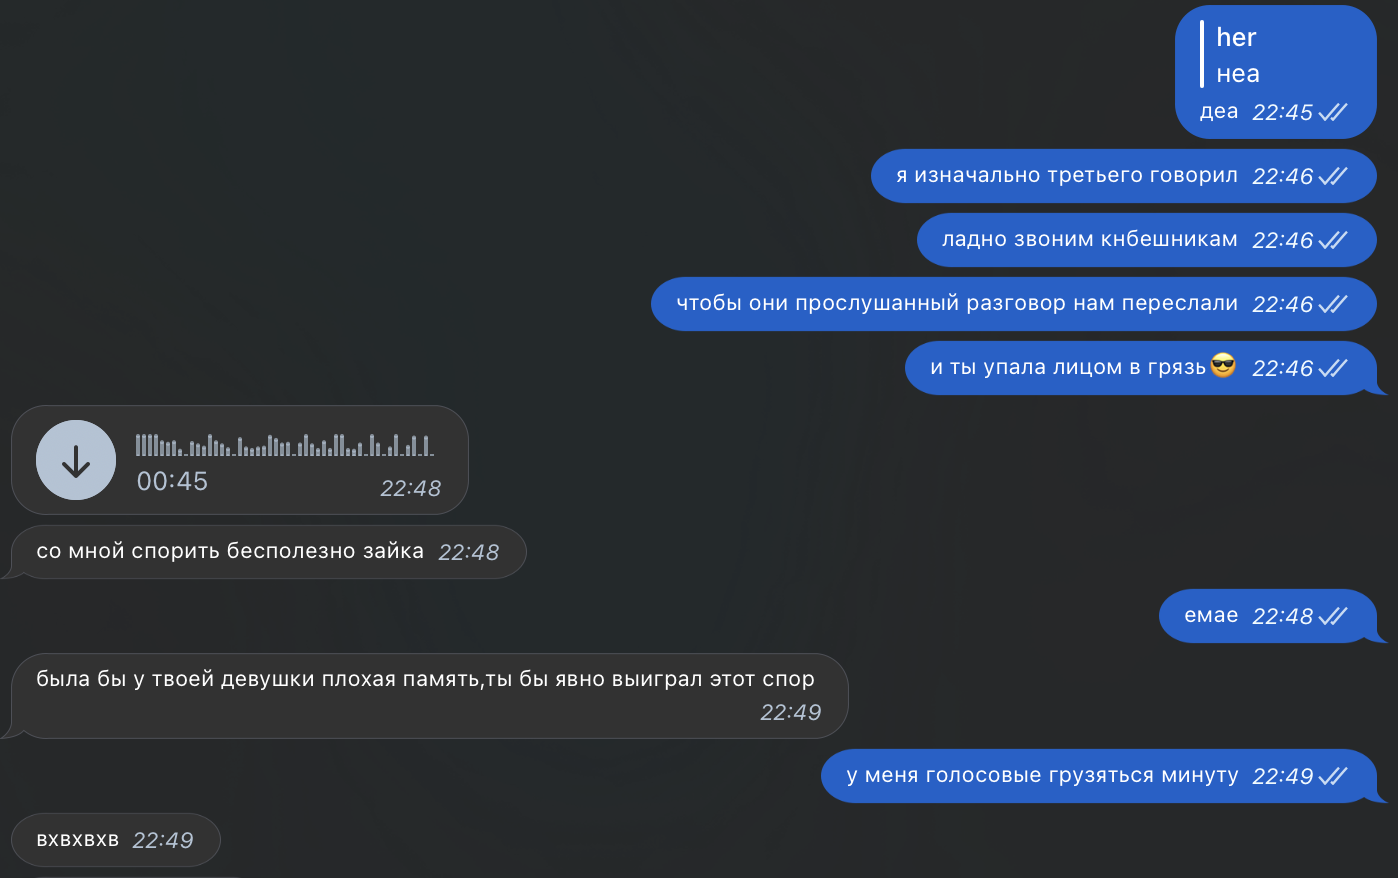 her
неа
деа 22:45
я изначально третьего говорил 22:46
ладно звоним кнбешникам 22:46
чтобы они прослушанный разговор нам переслали 22:46
и ты упала лицом в грязь😎 22:46
00:45 22:48
со мной спорить бесполезно зайка 22:48
емае 22:48
была бы у твоей девушки плохая память,ты бы явно выиграл этот спор
22:49
у меня голосовые грузяться минуту 22:49
вхвхвхв 22:49